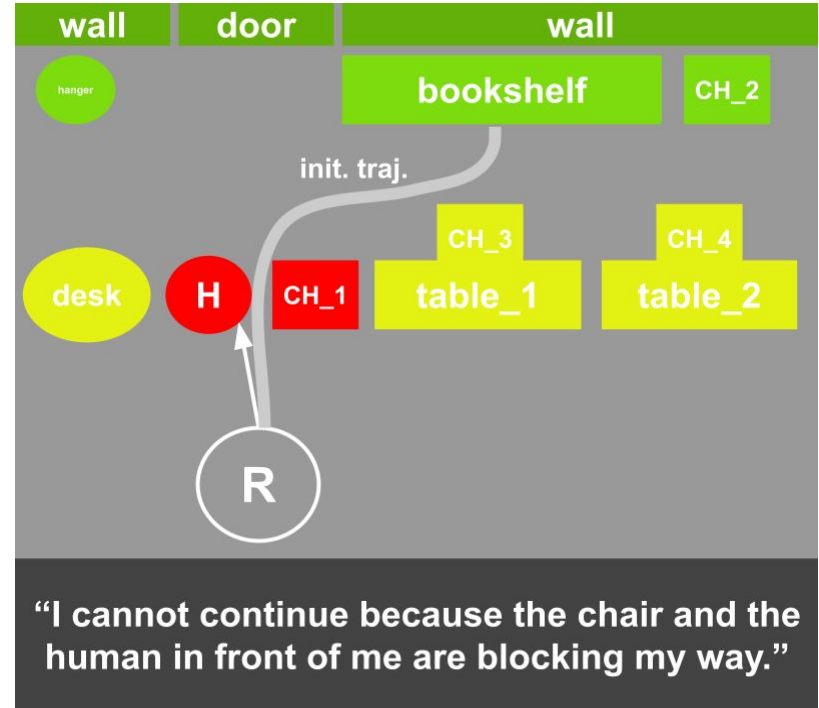 wall door wall
hanger bookshelf CH_2
init. traj.
CH_3 CH_4
desk H CH_1 table_1 table_2
R
“I cannot continue because the chair and the
human in front of me are blocking my way.”